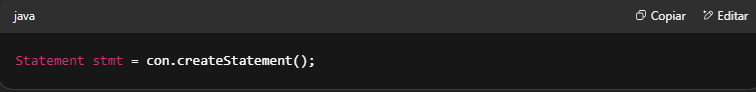 java Copiar Editar
Statement stmt = con.createStatement();